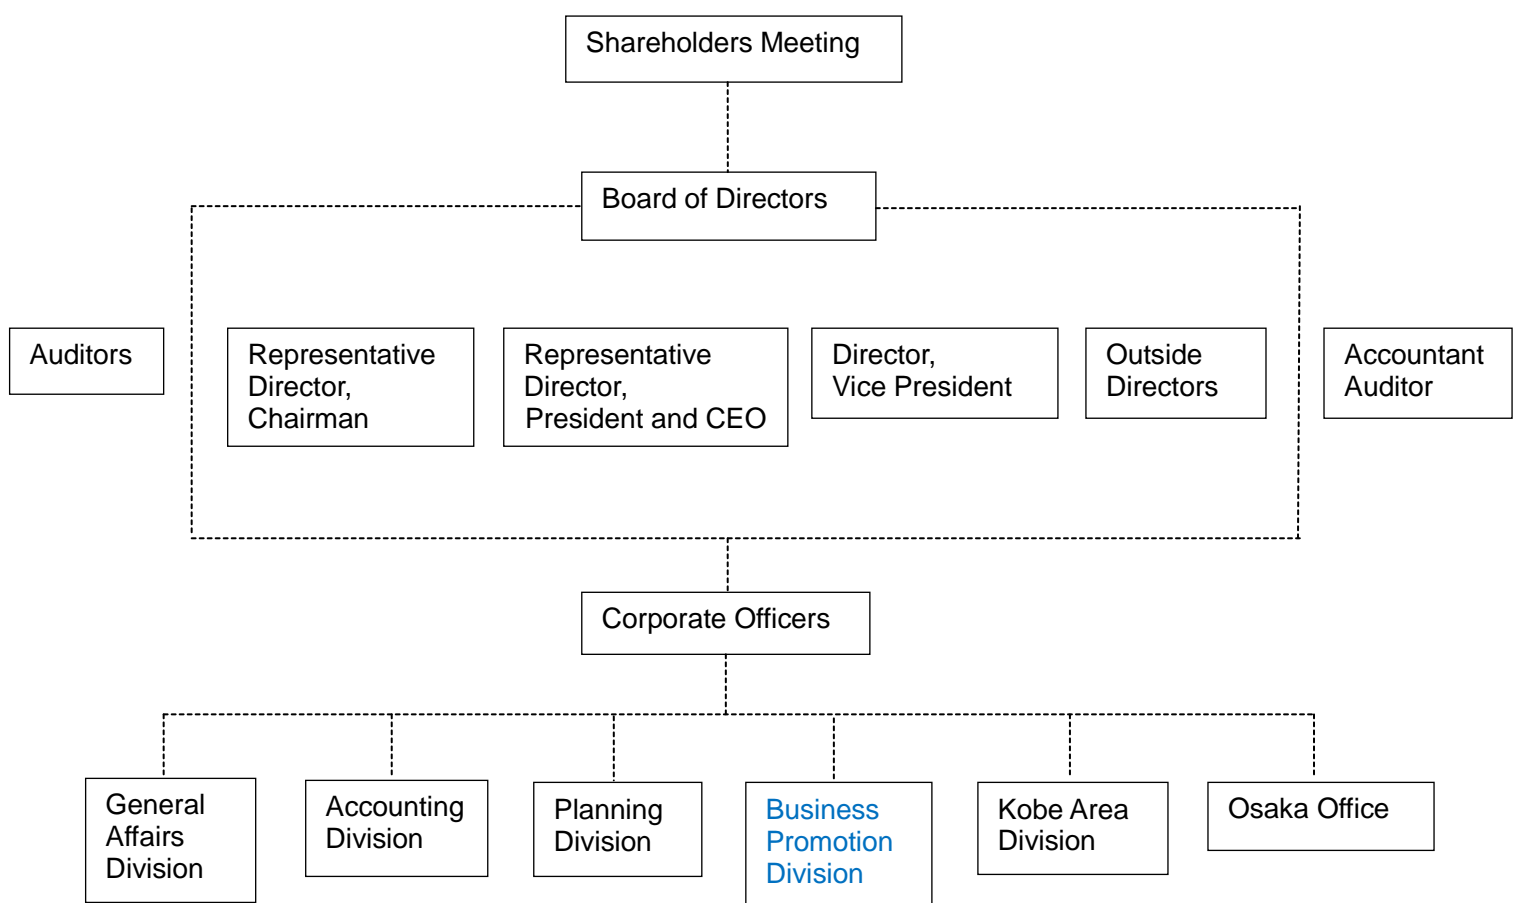 Shareholders Meeting
Board of Directors
Auditors
Representative
Director,
Chairman
Representative
Director,
President and CEO
Director,
Vice President
Outside
Directors
Accountant
Auditor
Corporate Officers
General
Affairs
Division
Accounting
Division
Planning
Division
Business
Promotion
Division
Kobe Area
Division
Osaka Office